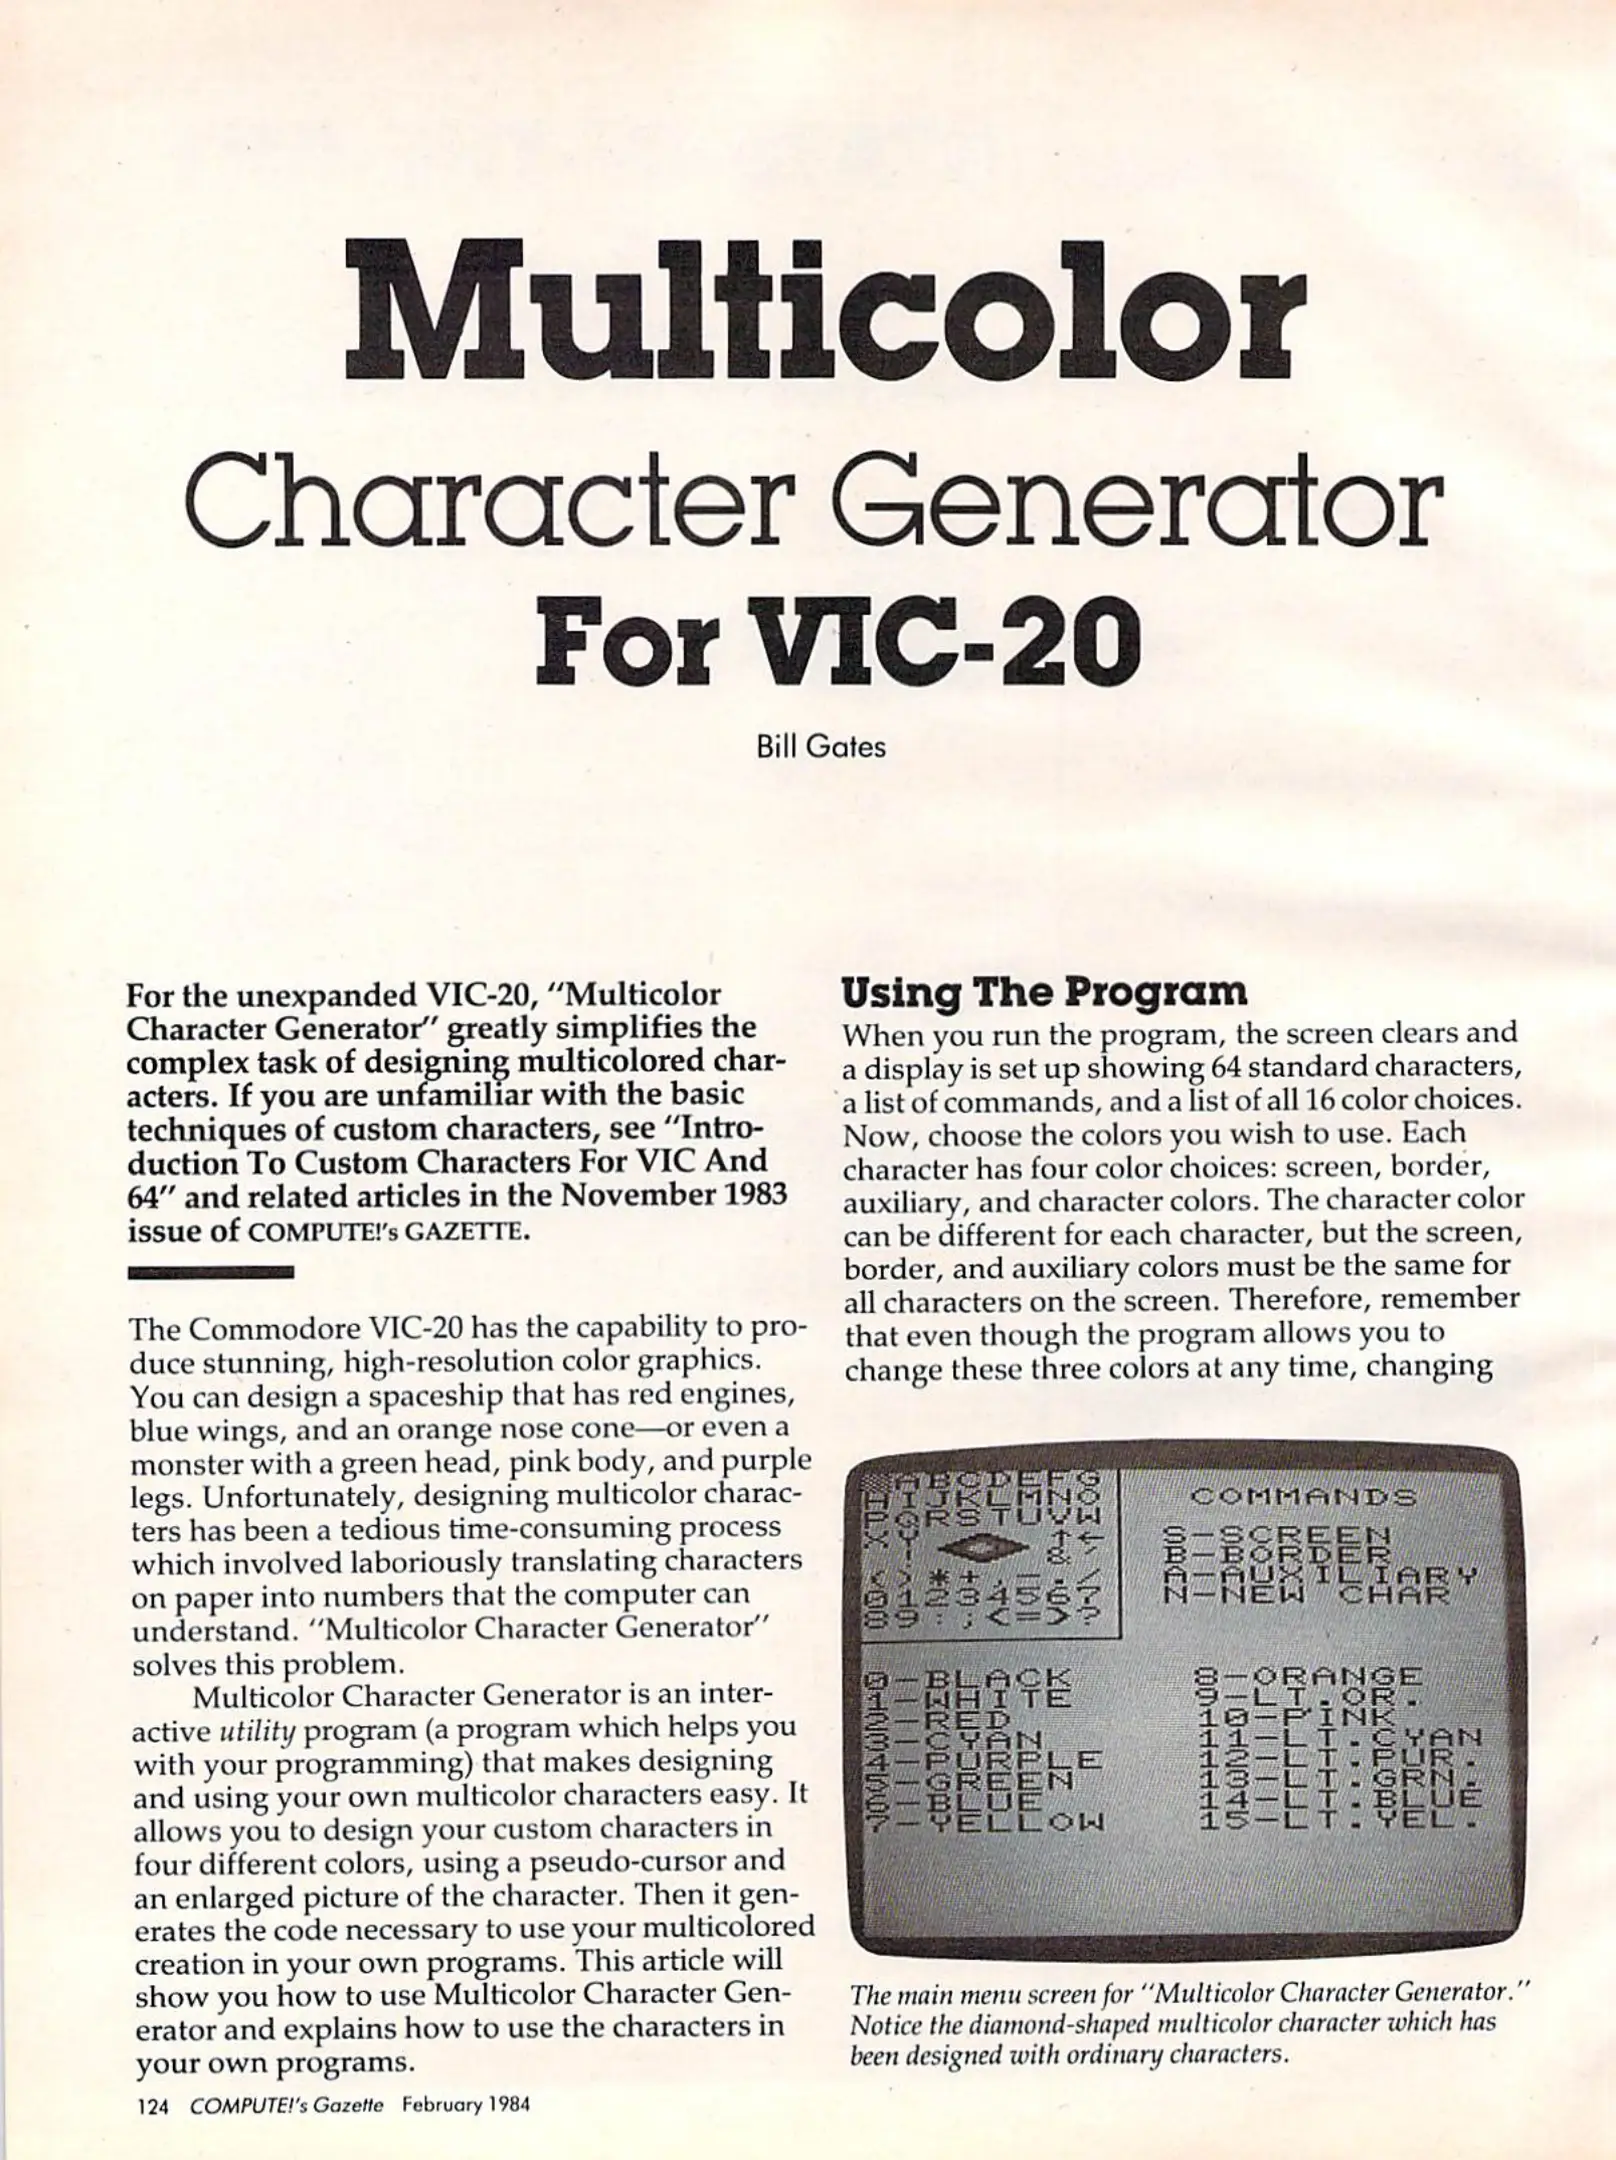 Multicolor
Character Generator
For VIC-20
Bill Gates
For the unexpanded VIC-20, "Multicolor
Character Generator" greatly simplifies the
complex task of designing multicolored char-
acters. If you are unfamiliar with the basic
techniques of custom characters, see "Intro-
duction To Custom Characters For VIC And
64" and related articles in the November 1983
issue of COMPUTE!'s GAZETTE.
The Commodore VIC-20 has the capability to pro-
duce stunning, high-resolution color graphics.
You can design a spaceship that has red engines,
blue wings, and an orange nose cone—or even a
monster with a green head, pink body, and purple
legs. Unfortunately, designing multicolor charac-
ters has been a tedious time-consuming process
which involved laboriously translating characters
on paper into numbers that the computer can
understand. "Multicolor Character Generator"
solves this problem.
Multicolor Character Generator is an inter-
active utility program (a program which helps you
with your programming) that makes designing
and using your own multicolor characters easy. It
allows you to design your custom characters in
four different colors, using a pseudo-cursor and
an enlarged picture of the character. Then it gen-
erates the code necessary to use your multicolored
creation in your own programs. This article will
show you how to use Multicolor Character Gen-
erator and explains how to use the characters in
your own programs.
Using The Program
When you run the program, the screen clears and
a display is set up showing 64 standard characters,
a list of commands, and a list of all 16 color choices.
Now, choose the colors you wish to use. Each
character has four color choices: screen, border,
auxiliary, and character colors. The character color
can be different for each character, but the screen,
border, and auxiliary colors must be the same for
all characters on the screen. Therefore, remember
that even though the program allows you to
change these three colors at any time, changing
ABCDEFG
HIJKLMNO
PQRSTUVW
XY ↑←
! &
() * + , - . /
01234567
89 : ; < = > ?
COMMANDS
S-SCREEN
B-BORDER
A-AUXILIARY
N-NEW CHAR
0-BLACK
1-WHITE
2-RED
3-CYAN
4-PURPLE
5-GREEN
6-BLUE
7-YELLOW
8-ORANGE
9-LT.OR.
10-PINK
11-LT.CYAN
12-LT.PUR.
13-LT.GRN.
14-LT.BLUE
15-LT.YEL.
The main menu screen for "Multicolor Character Generator."
Notice the diamond-shaped multicolor character which has
been designed with ordinary characters.
124 COMPUTE!'s Gazette February 1984